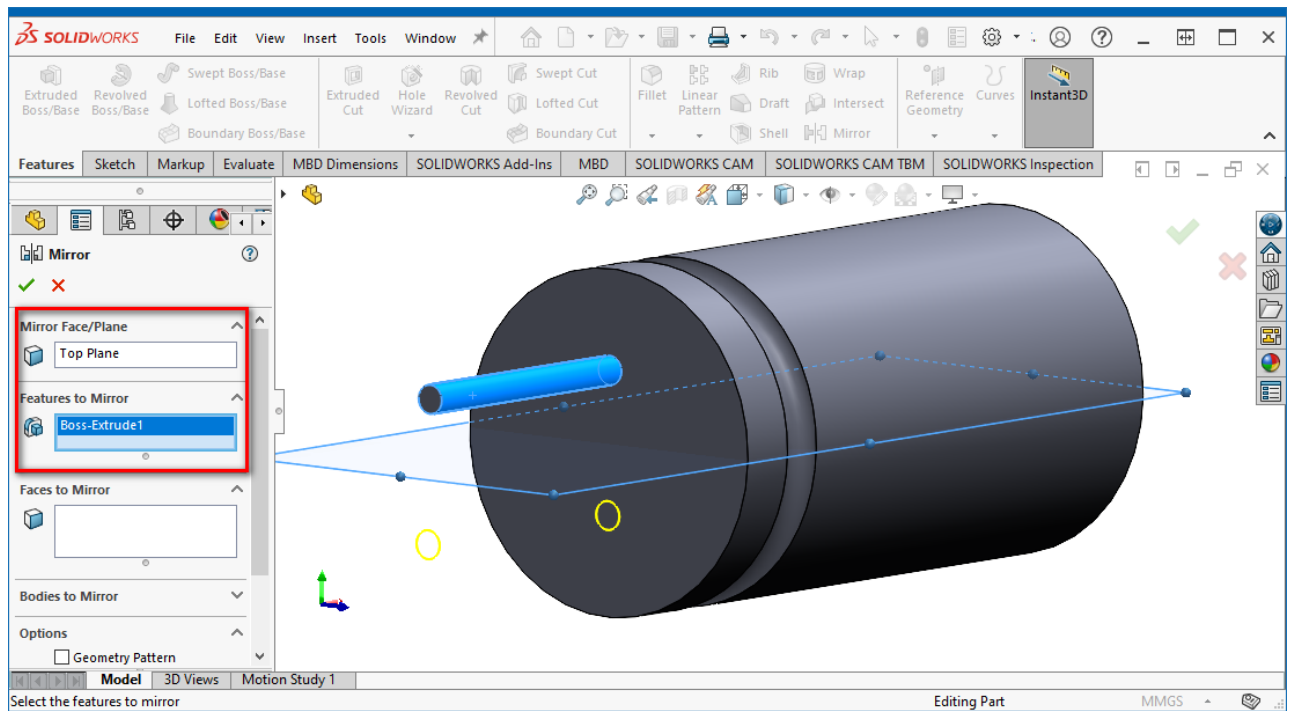 SOLIDWORKS File Edit View Insert Tools Window
Extruded Boss/Base
Revolved Boss/Base
Swept Boss/Base
Lofted Boss/Base
Boundary Boss/Base
Extruded Cut
Hole Wizard
Revolved Cut
Swept Cut
Lofted Cut
Boundary Cut
Fillet
Linear Pattern
Rib
Draft
Shell
Wrap
Intersect
Mirror
Reference Geometry
Curves
Instant3D
Features Sketch Markup Evaluate MBD Dimensions SOLIDWORKS Add-Ins MBD SOLIDWORKS CAM SOLIDWORKS CAM TBM SOLIDWORKS Inspection
Mirror
Mirror Face/Plane
Top Plane
Features to Mirror
Boss-Extrude1
Faces to Mirror
Bodies to Mirror
Options
Geometry Pattern
Model 3D Views Motion Study 1
Select the features to mirror Editing Part MMGS